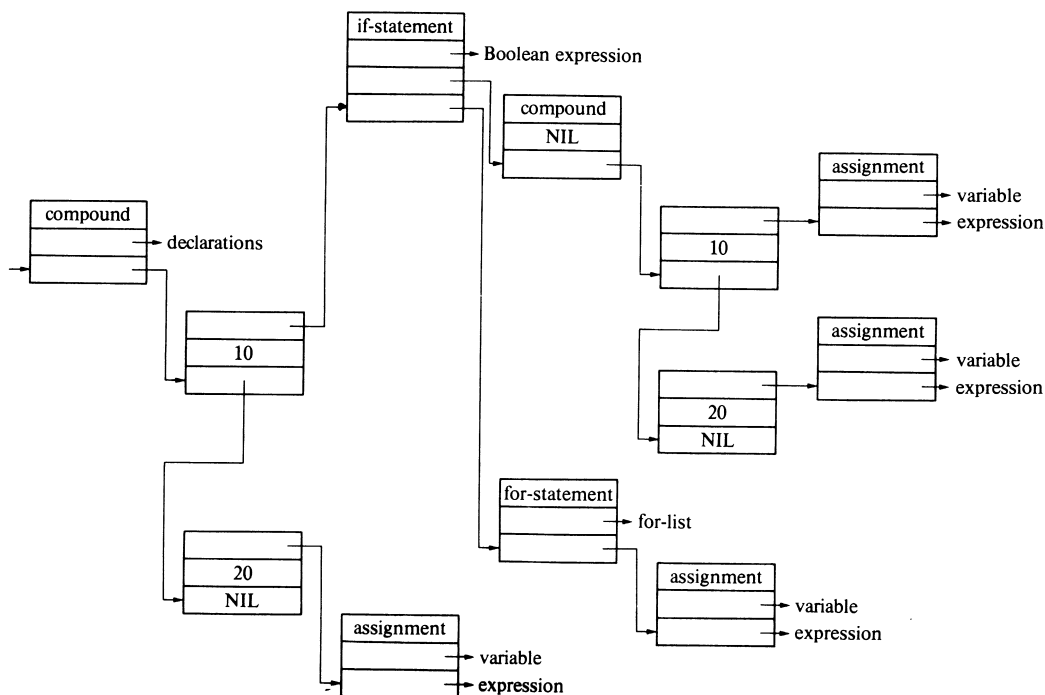 if-statement
Boolean expression
compound
NIL
assignment
variable
expression
10
assignment
variable
expression
20
NIL
compound
declarations
10
20
NIL
assignment
variable
expression
for-statement
for-list
assignment
variable
expression